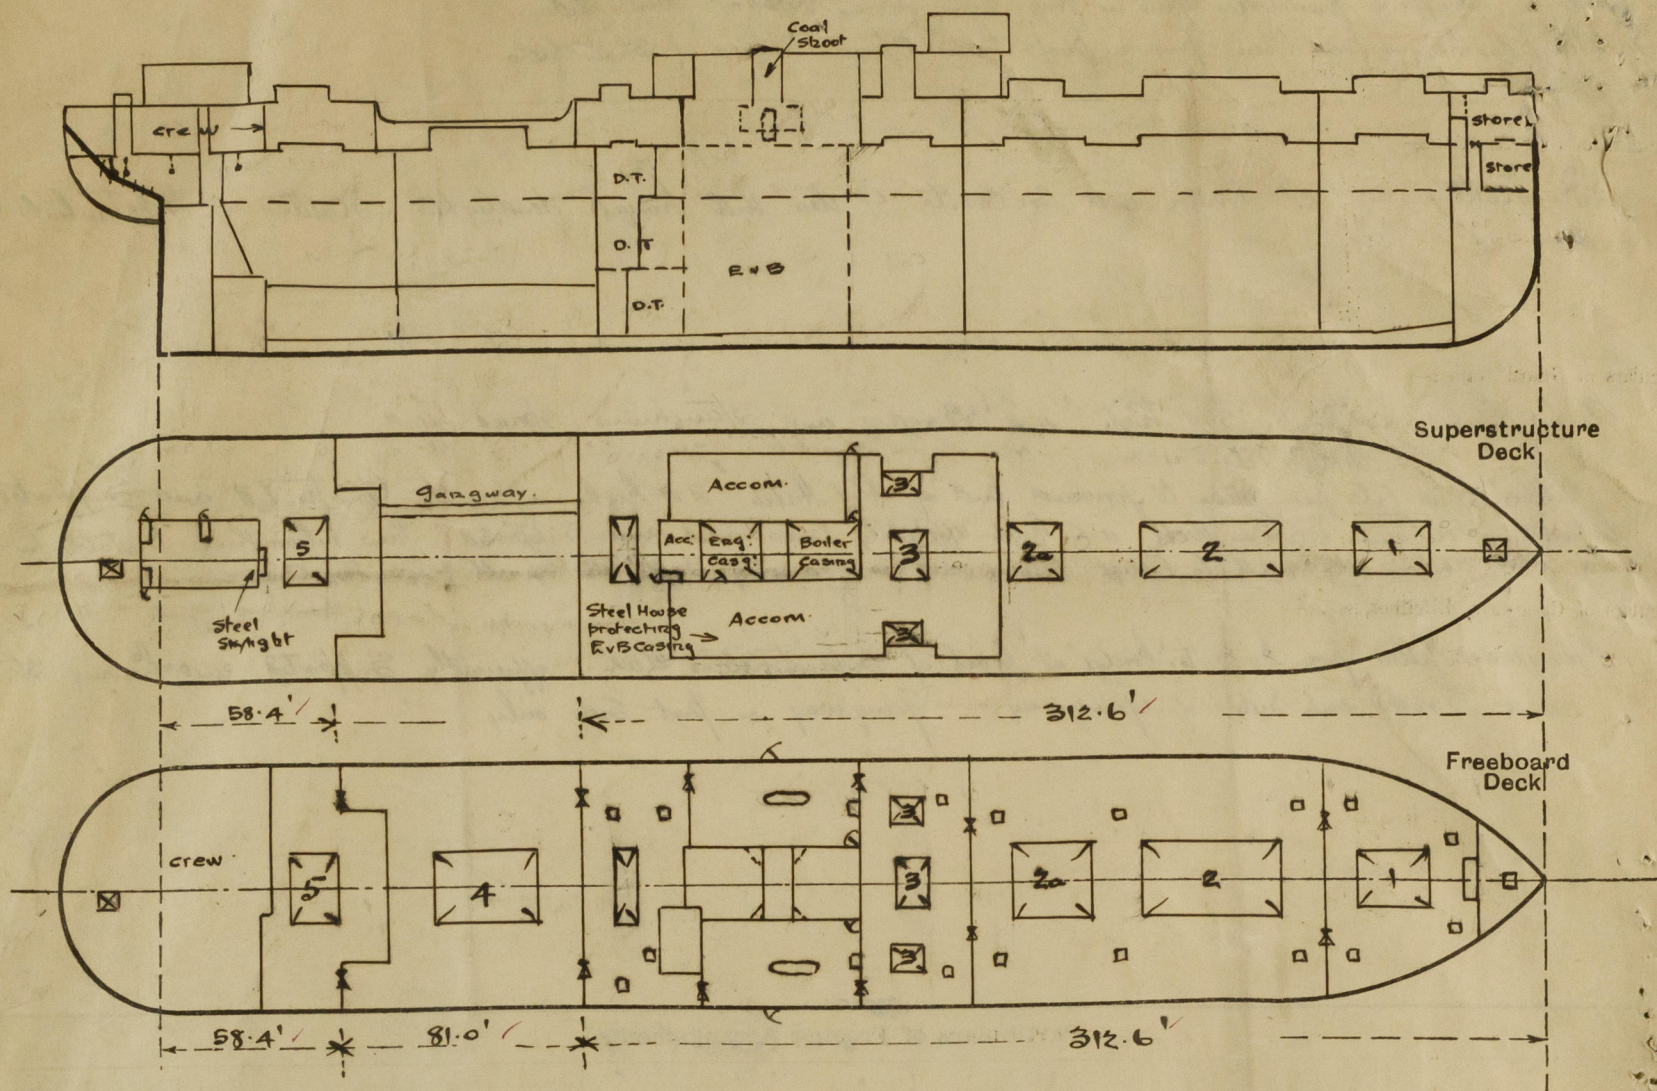 Coal
Shoot
crew
store
D.T.
store
D.T
E & B
D.T.
Superstructure
Deck
gangway.
Accom.
3
5
Acc:
Eng:
Casg:
Boiler
Casing
3
2a
2
1
Steel House
protecting
E & B Casing
Accom.
Steel
Skylight
3
58.4'
312.6'
Freeboard
Deck
3
crew
5
4
3
2a
2
1
3
58.4'
81.0'
312.6'